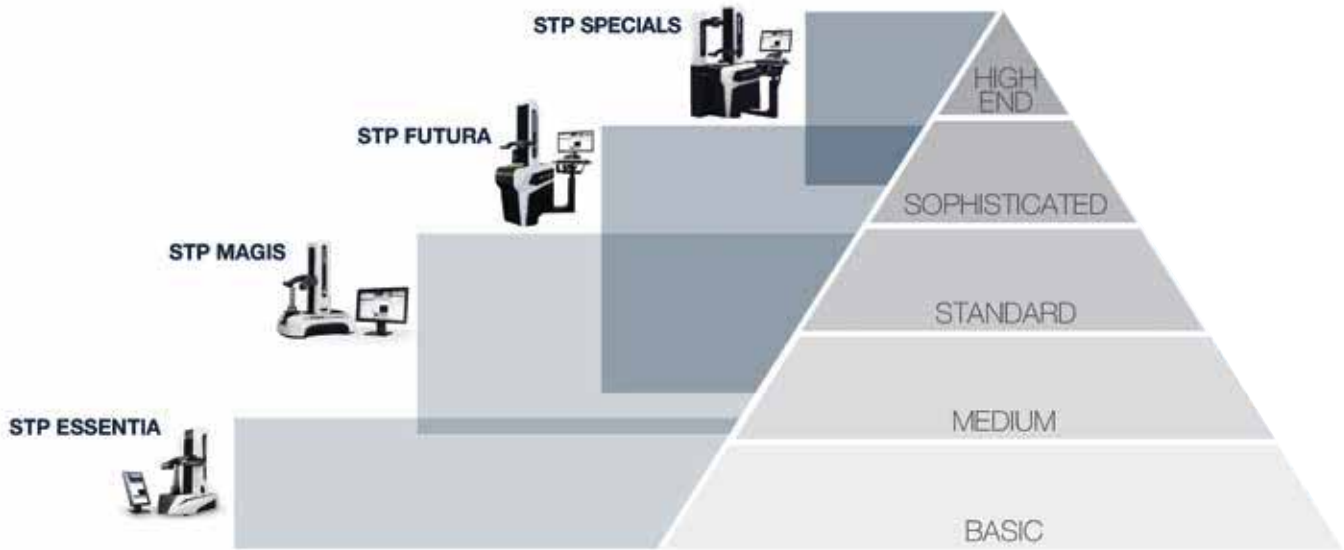 STP SPECIALS
HIGH
END
STP FUTURA
SOPHISTICATED
STP MAGIS
STANDARD
STP ESSENTIA
MEDIUM
BASIC